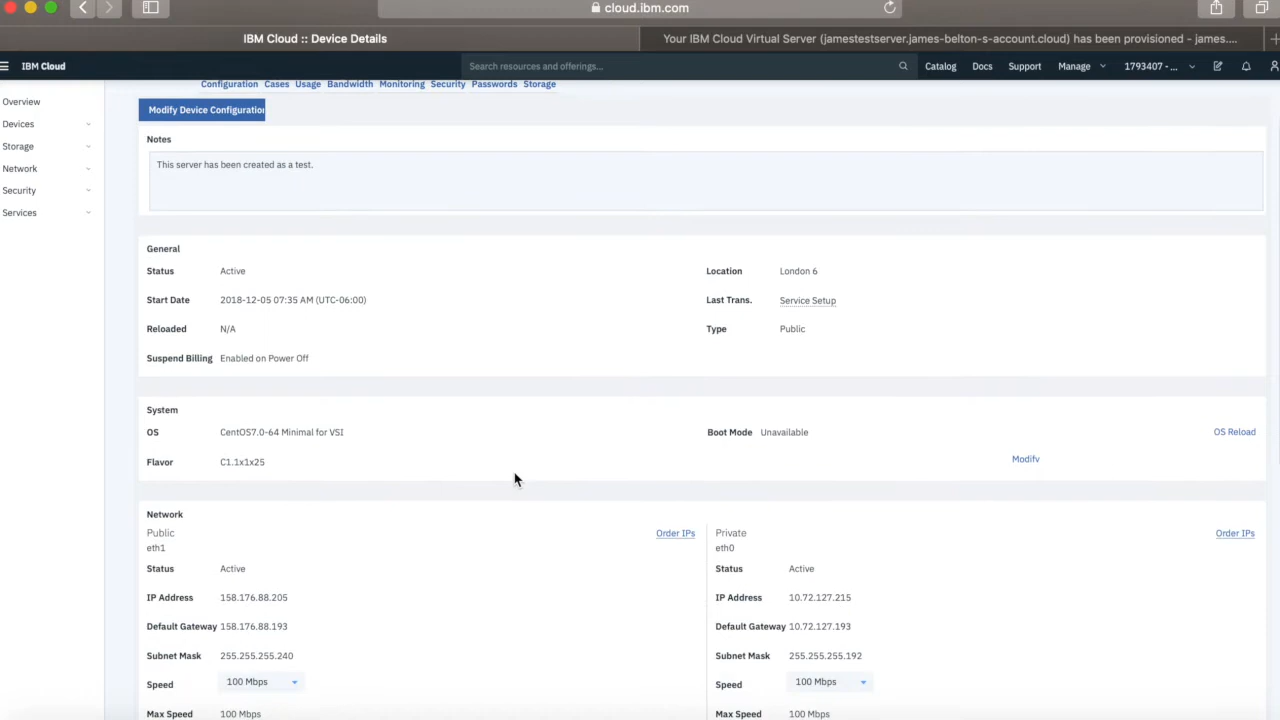 cloud.ibm.com
IBM Cloud :: Device Details
Your IBM Cloud Virtual Server (jamestestserver.james-belton-s-account.cloud) has been provisioned - james....
IBM Cloud
Search resources and offerings...
Catalog
Docs
Support
Manage
1793407 - ...
Overview
Devices
Storage
Network
Security
Services
Configuration Cases Usage Bandwidth Monitoring Security Passwords Storage
Modify Device Configuration
Notes
This server has been created as a test.
General
Status Active
Location London 6
Start Date 2018-12-05 07:35 AM (UTC-06:00)
Last Trans. Service Setup
Reloaded N/A
Type Public
Suspend Billing Enabled on Power Off
System
OS CentOS7.0-64 Minimal for VSI
Boot Mode Unavailable
OS Reload
Flavor C1.1x1x25
Modify
Network
Public
Order IPs
eth1
Status Active
IP Address 158.176.88.205
Default Gateway 158.176.88.193
Subnet Mask 255.255.255.240
Speed 100 Mbps
Max Speed 100 Mbps
Private
Order IPs
eth0
Status Active
IP Address 10.72.127.215
Default Gateway 10.72.127.193
Subnet Mask 255.255.255.192
Speed 100 Mbps
Max Speed 100 Mbps